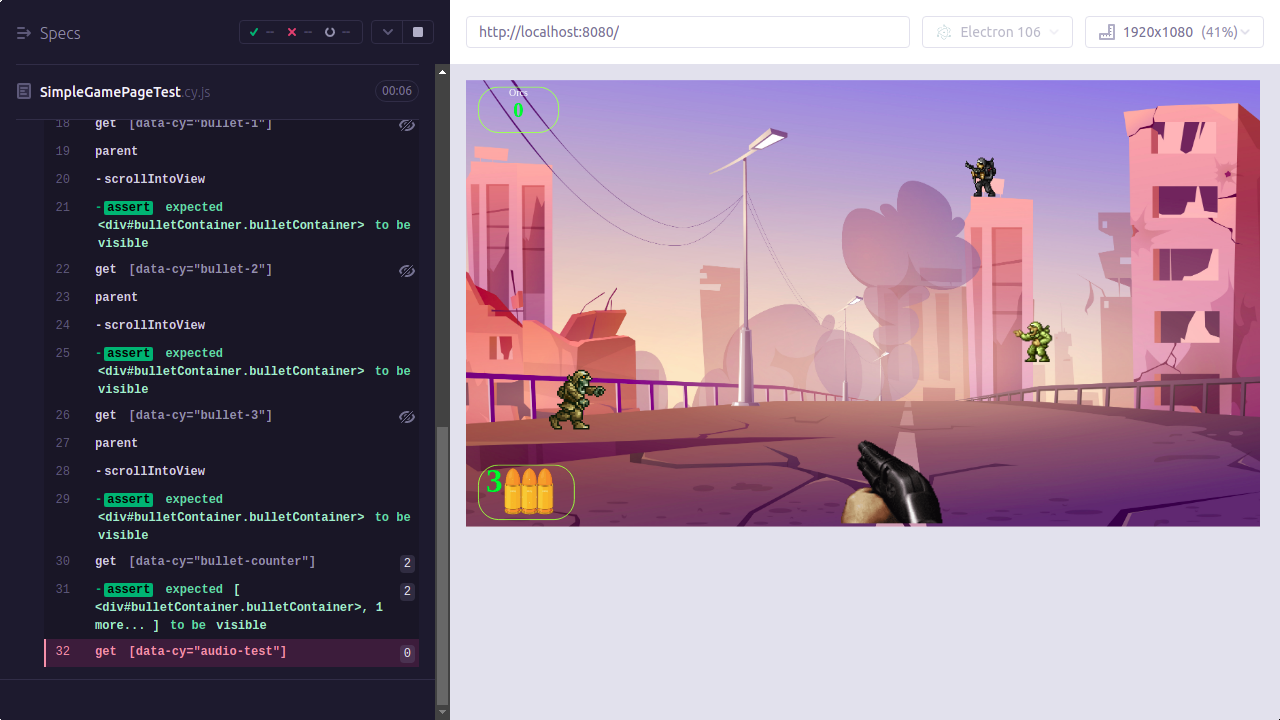 Specs
--
--
--
SimpleGamePageTest.cy.js
00:06
18 get [data-cy="bullet-1"]
19 parent
20 -scrollIntoView
21 -assert expected
<div#bulletContainer.bulletContainer> to be
visible
22 get [data-cy="bullet-2"]
23 parent
24 -scrollIntoView
25 -assert expected
<div#bulletContainer.bulletContainer> to be
visible
26 get [data-cy="bullet-3"]
27 parent
28 -scrollIntoView
29 -assert expected
<div#bulletContainer.bulletContainer> to be
visible
30 get [data-cy="bullet-counter"] 2
31 -assert expected [ 2
<div#bulletContainer.bulletContainer>, 1
more... ] to be visible
32 get [data-cy="audio-test"] 0
http://localhost:8080/
Electron 106
1920x1080 (41%)
Orcs
0
3